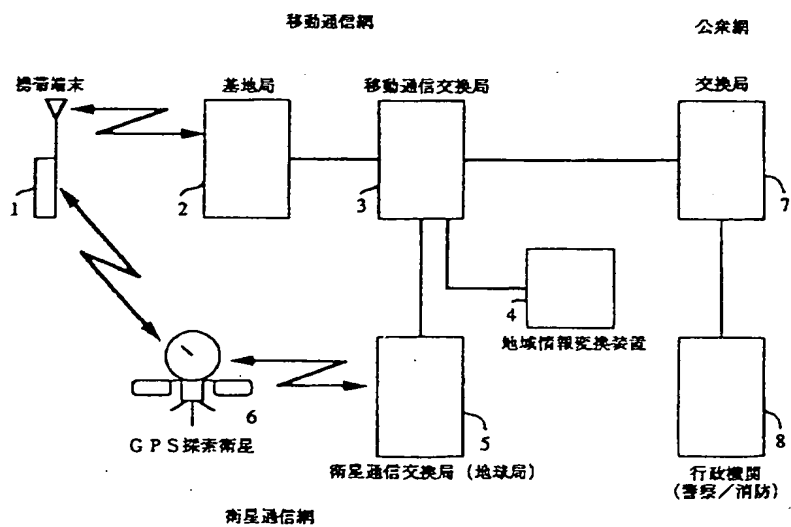 移動通信網
公衆網
携帯端末
基地局
移動通信交換局
交換局
1
2
3
7
4
地域情報変換装置
6
5
8
GPS探索衛星
衛星通信交換局(地球局)
行政機関
(警察/消防)
衛星通信網